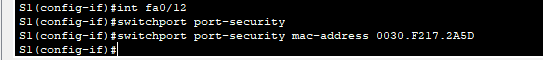 S1(config-if)#int fa0/12
S1(config-if)#switchport port-security
S1(config-if)#switchport port-security mac-address 0030.F217.2A5D
S1(config-if)#